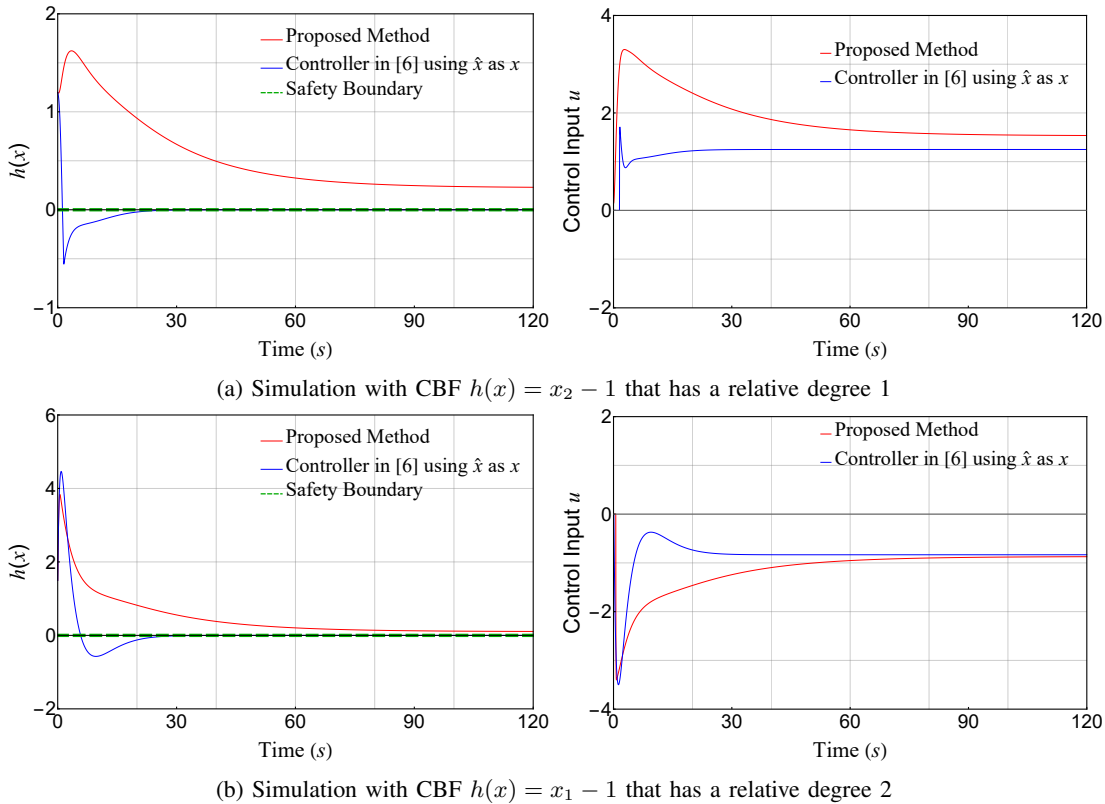 2
1
0
−1
h(x)
Proposed Method
Controller in [6] using x̂ as x
Safety Boundary
0 30 60 90 120
Time (s)
4
2
0
−2
Control Input u
Proposed Method
Controller in [6] using x̂ as x
0 30 60 90 120
Time (s)
(a) Simulation with CBF h(x) = x₂ − 1 that has a relative degree 1
6
4
2
0
−2
h(x)
Proposed Method
Controller in [6] using x̂ as x
Safety Boundary
0 30 60 90 120
Time (s)
2
0
−2
−4
Control Input u
Proposed Method
Controller in [6] using x̂ as x
0 30 60 90 120
Time (s)
(b) Simulation with CBF h(x) = x₁ − 1 that has a relative degree 2